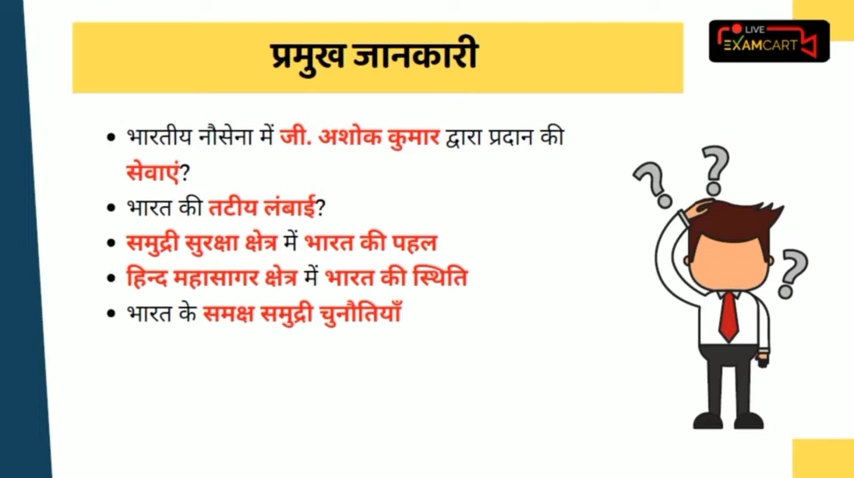 LIVE
EXAMCART
प्रमुख जानकारी
• भारतीय नौसेना में जी. अशोक कुमार द्वारा प्रदान की
सेवाएं?
• भारत की तटीय लंबाई?
• समुद्री सुरक्षा क्षेत्र में भारत की पहल
• हिन्द महासागर क्षेत्र में भारत की स्थिति
• भारत के समक्ष समुद्री चुनौतियाँ